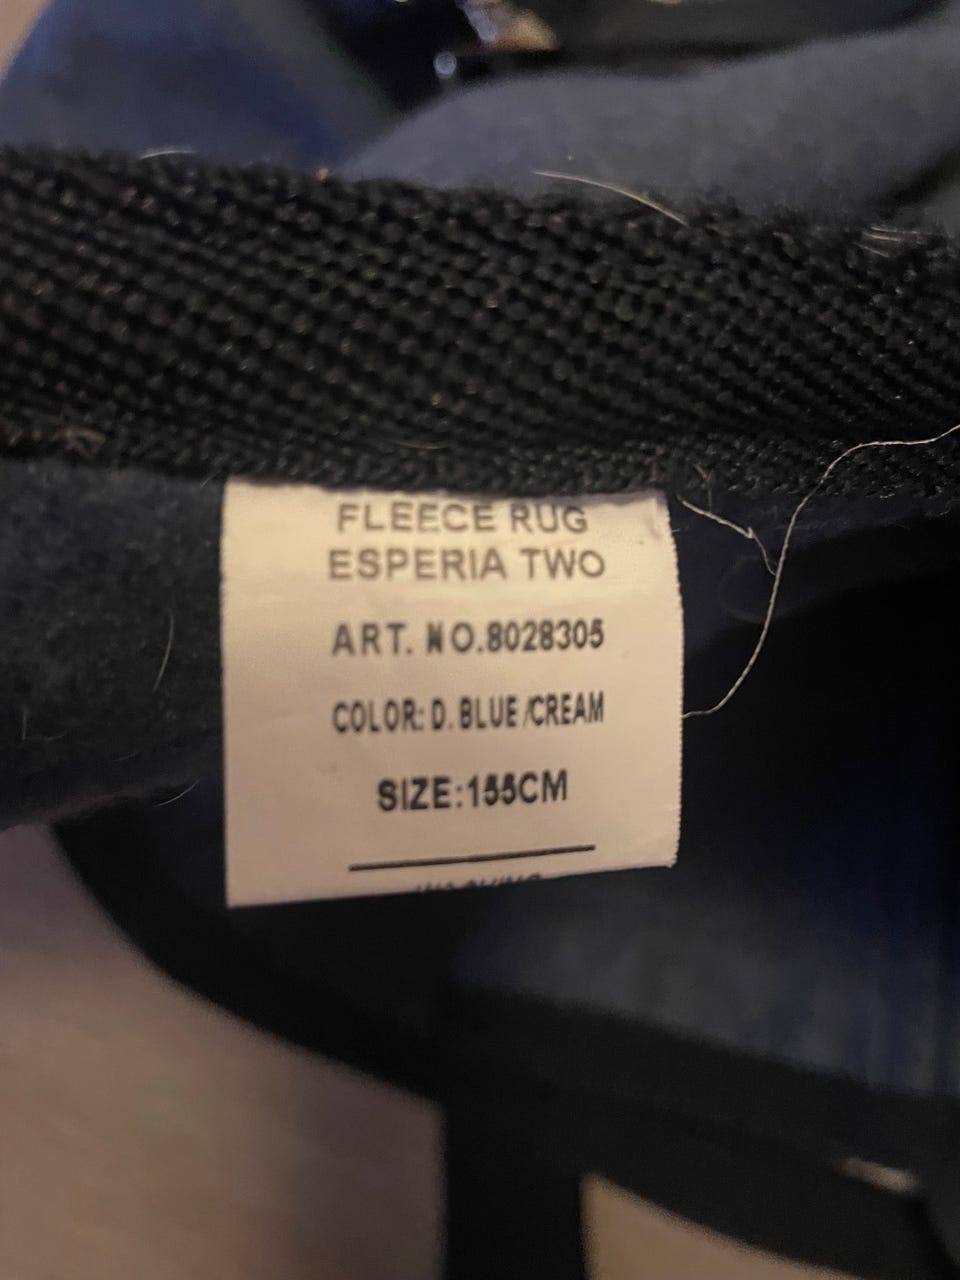 FLEECE RUG
ESPERIA TWO
ART. NO.8028305
COLOR: D. BLUE/CREAM
SIZE:155CM